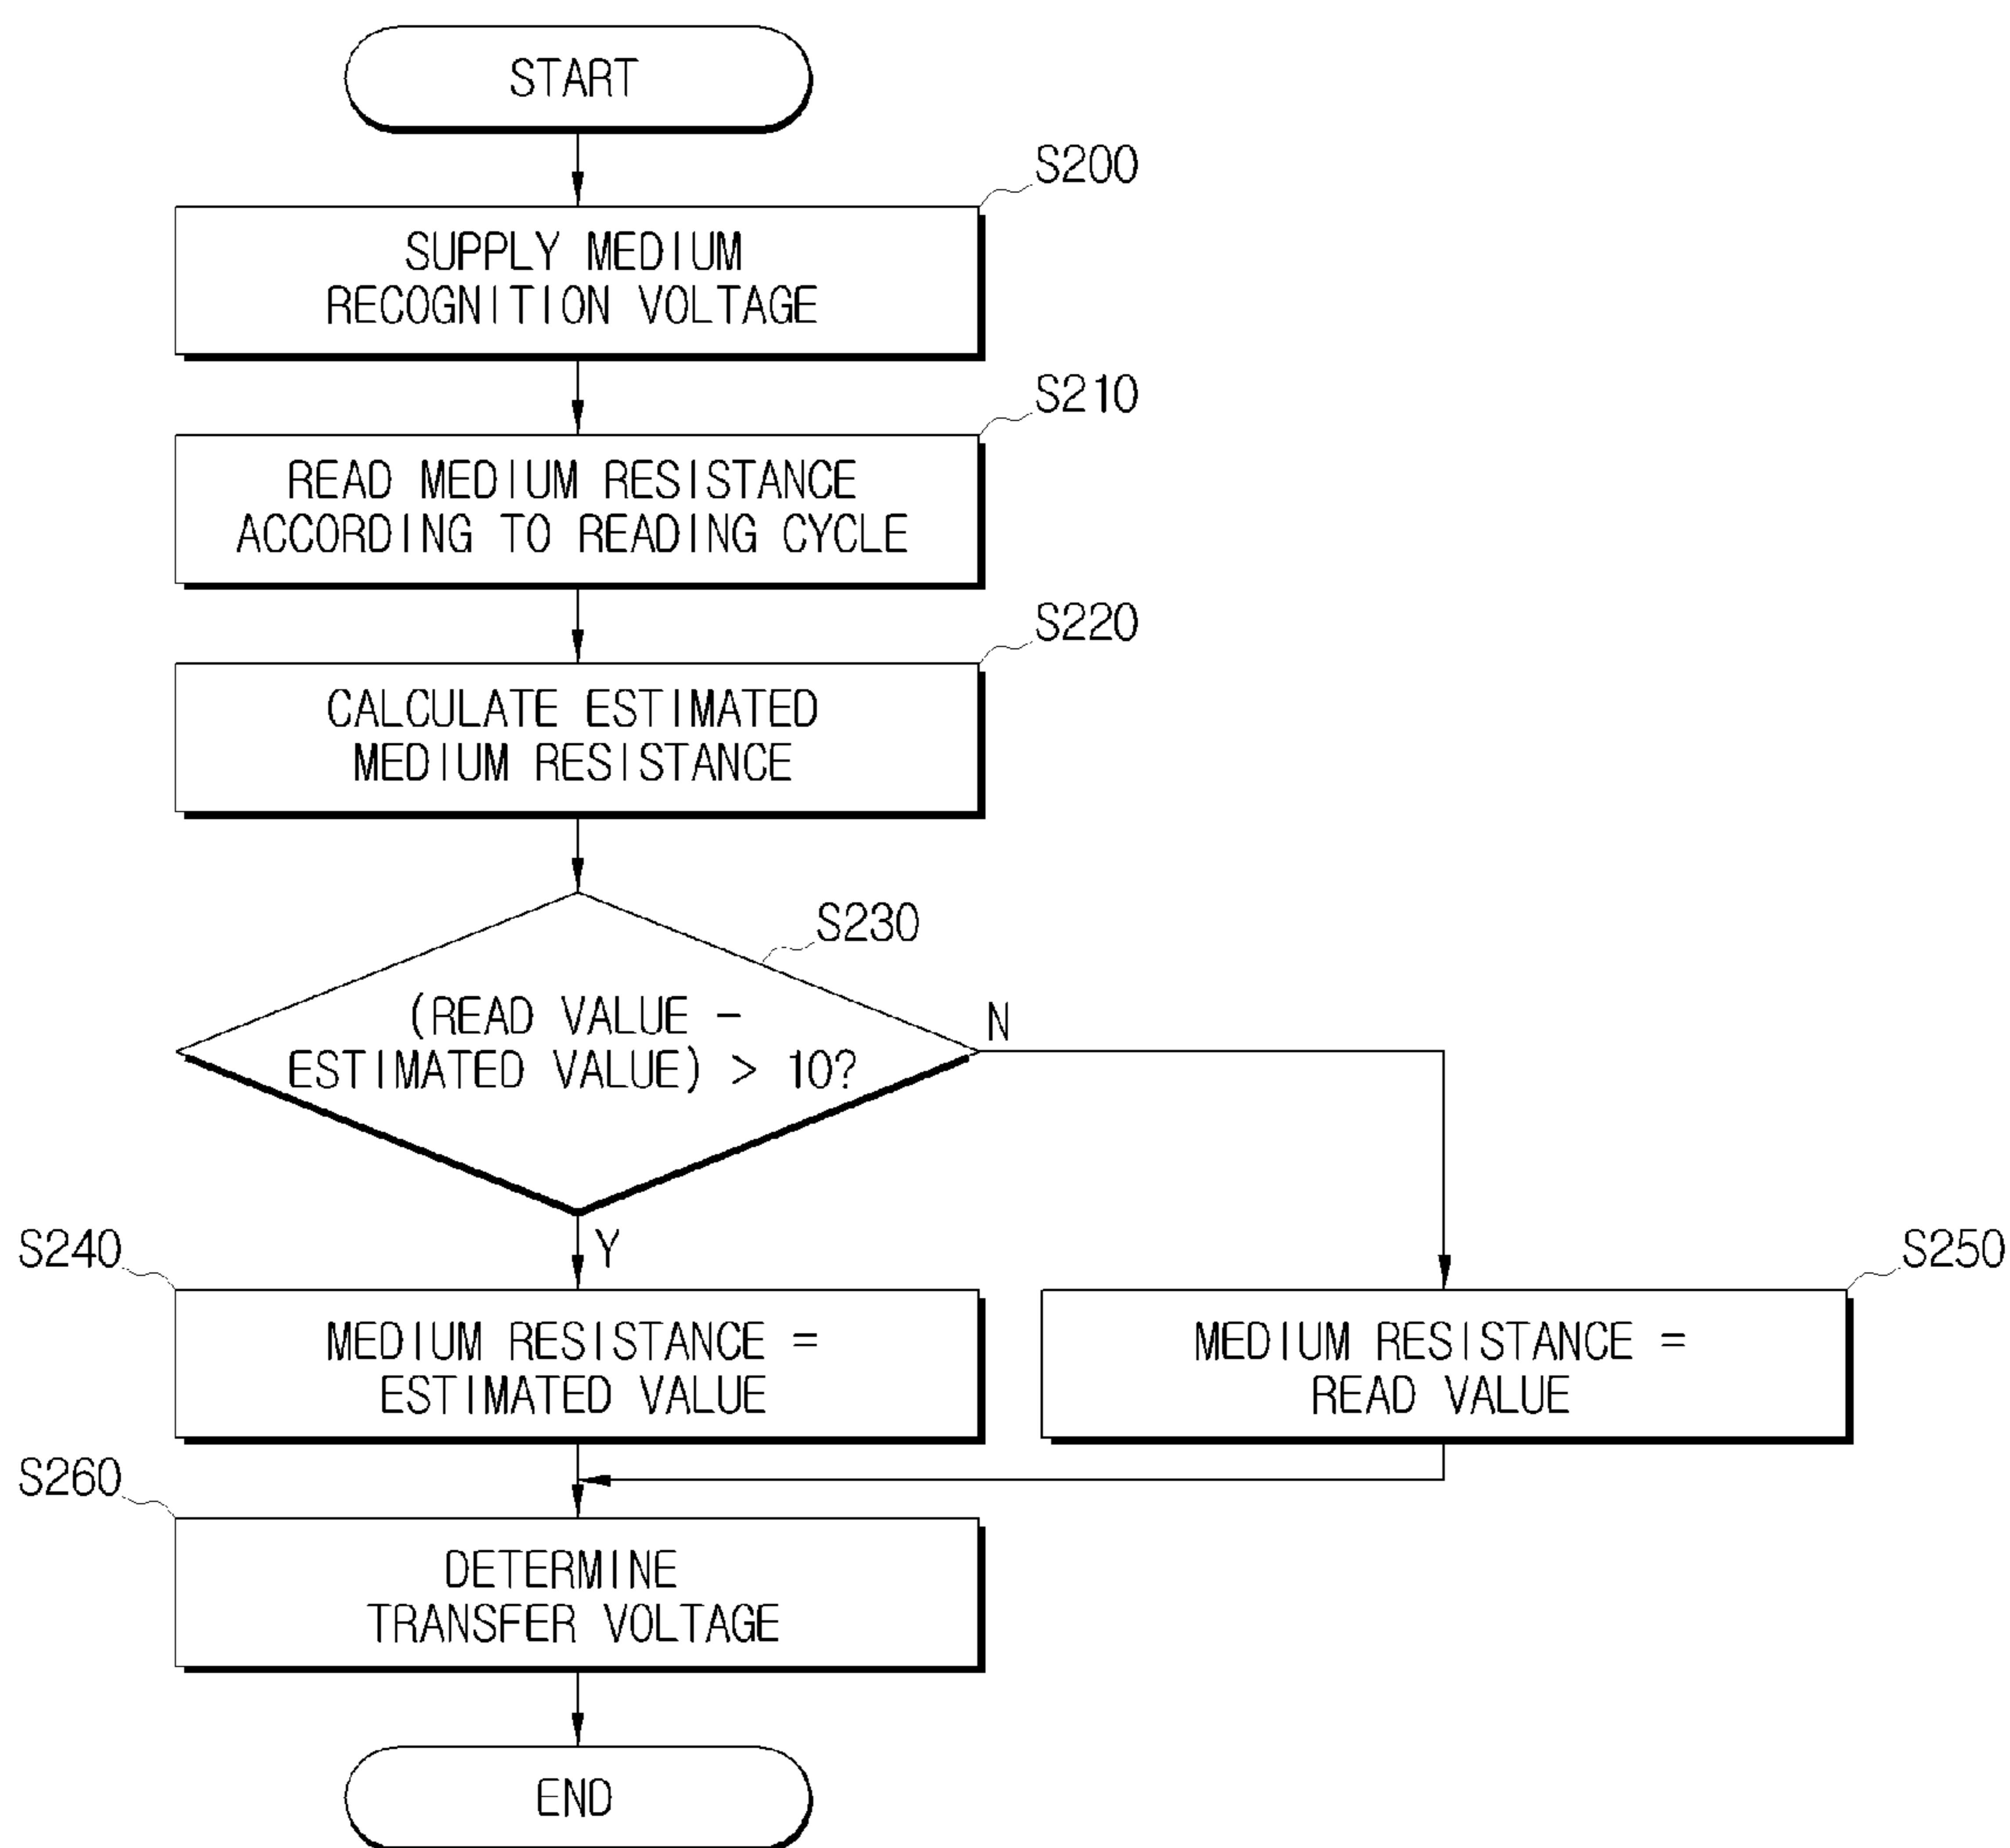 START
S200
SUPPLY MEDIUM
RECOGNITION VOLTAGE
S210
READ MEDIUM RESISTANCE
ACCORDING TO READING CYCLE
S220
CALCULATE ESTIMATED
MEDIUM RESISTANCE
S230
(READ VALUE -
ESTIMATED VALUE) > 10?
N
Y
S240
MEDIUM RESISTANCE =
ESTIMATED VALUE
S250
MEDIUM RESISTANCE =
READ VALUE
S260
DETERMINE
TRANSFER VOLTAGE
END